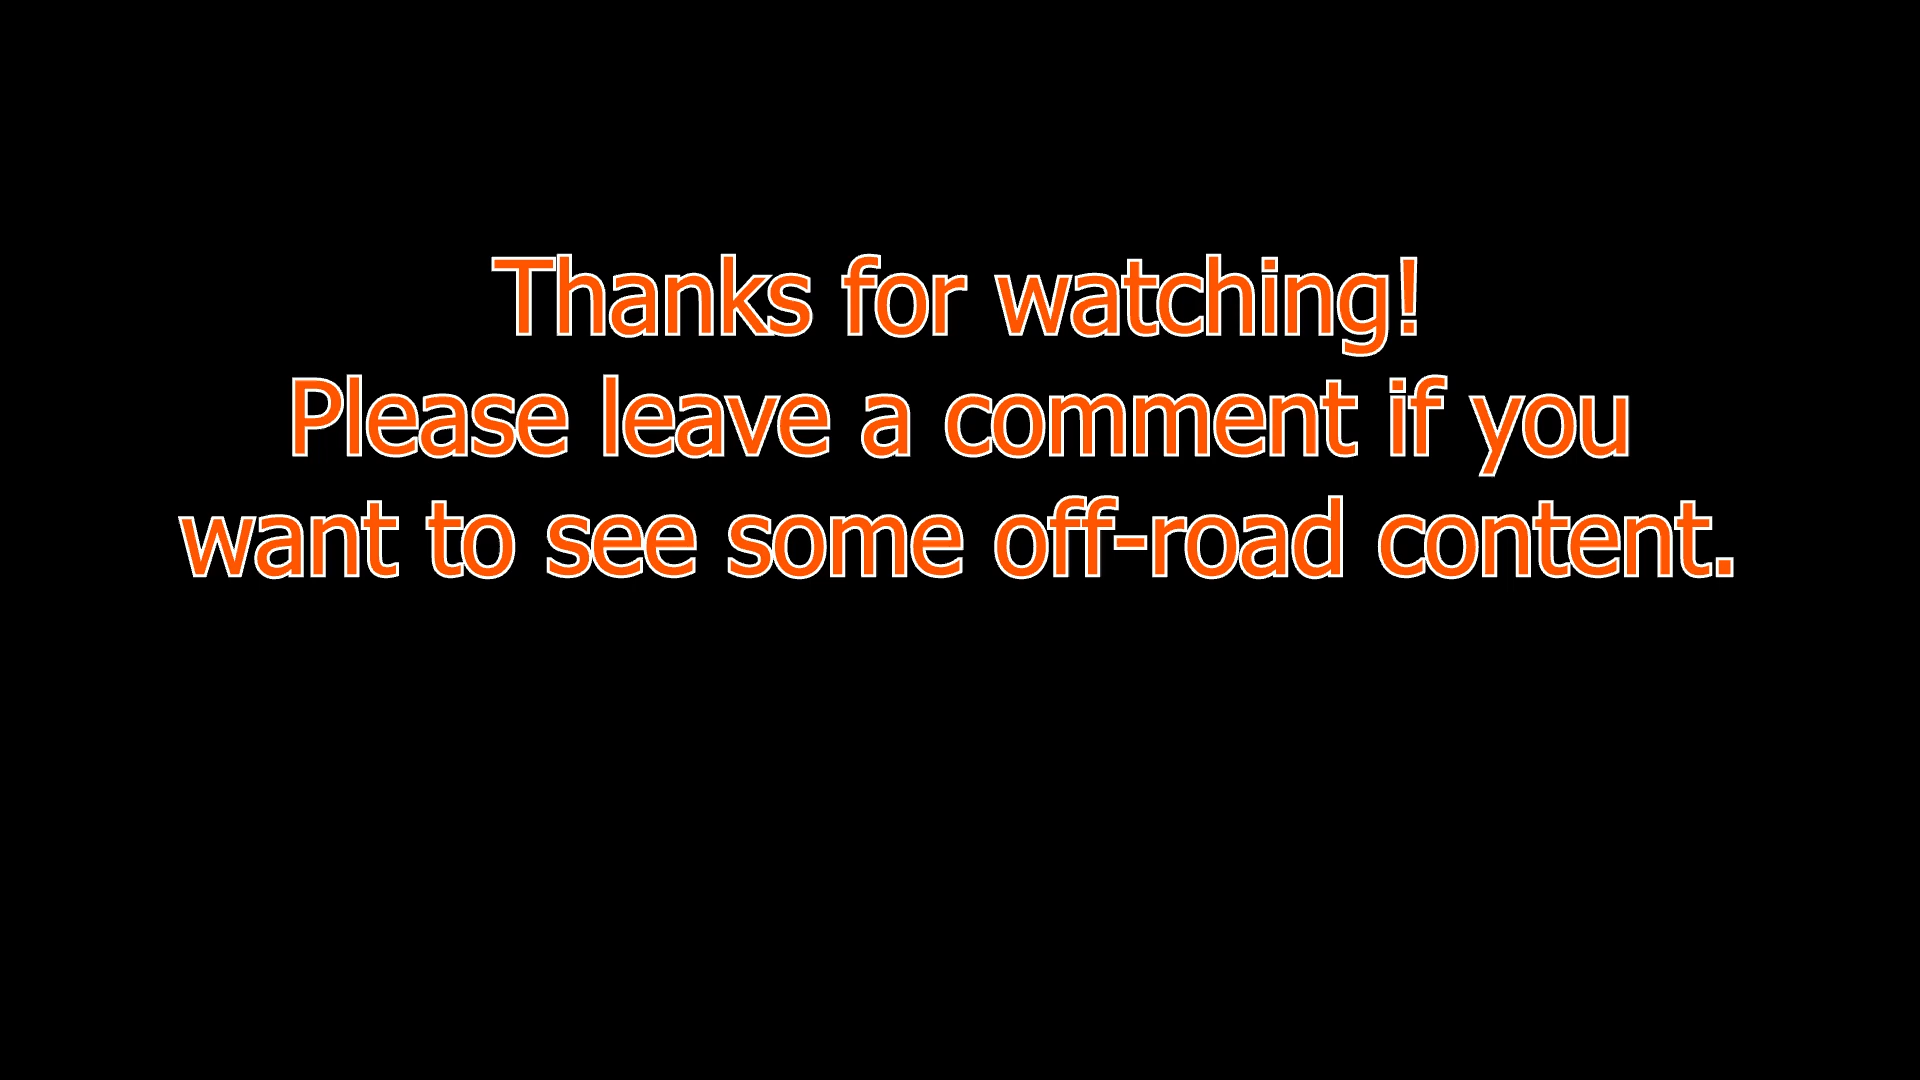 Thanks for watching!
Please leave a comment if you
want to see some off-road content.